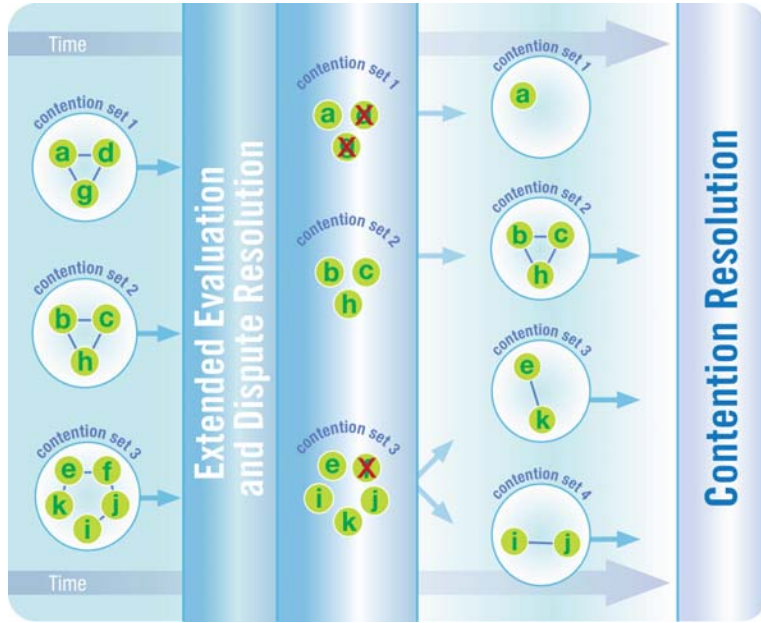 Time
contention set 1
a
d
g
contention set 2
b
c
h
contention set 3
e
f
k
j
i
Time
Extended Evaluation
and Dispute Resolution
contention set 1
a
contention set 2
b
c
h
contention set 3
e
i
j
k
contention set 1
a
contention set 2
b
c
h
contention set 3
e
k
contention set 4
i
j
Contention Resolution